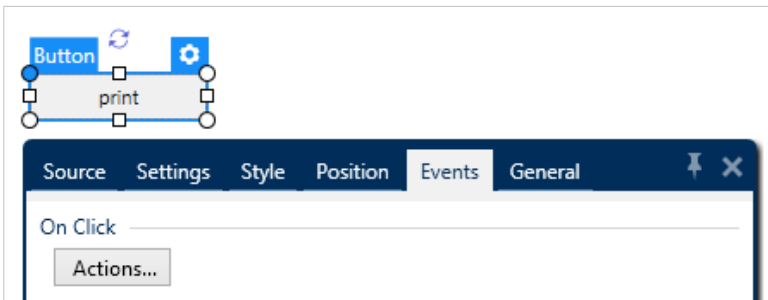 Button
print
Source Settings Style Position Events General
On Click
Actions...